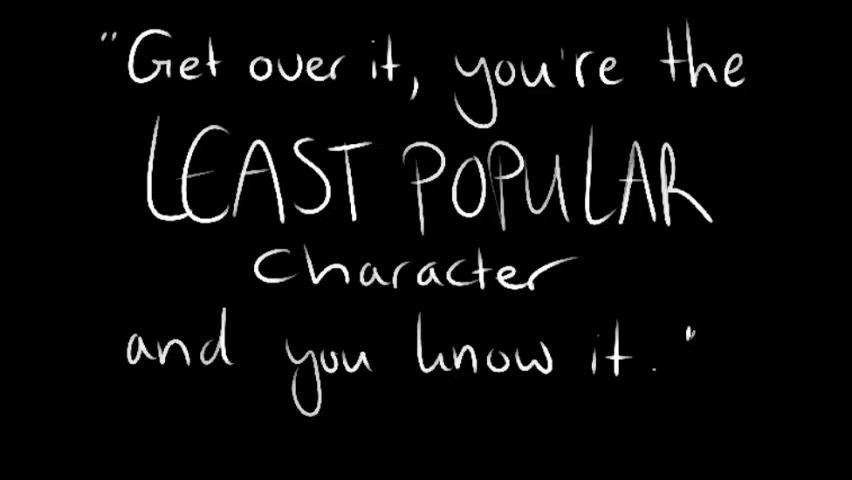 "Get over it, you're the
LEAST POPULAR
character
and you know it."